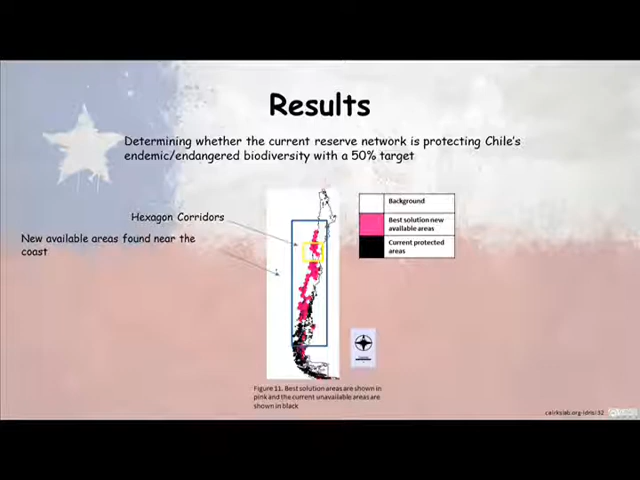 Results
Determining whether the current reserve network is protecting Chile's
endemic/endangered biodiversity with a 50% target
Hexagon Corridors
New available areas found near the
coast
Background
Best solution new
available areas
Current protected
areas
Figure 11. Best solution areas are shown in
pink and the current unavailable areas are
shown in black